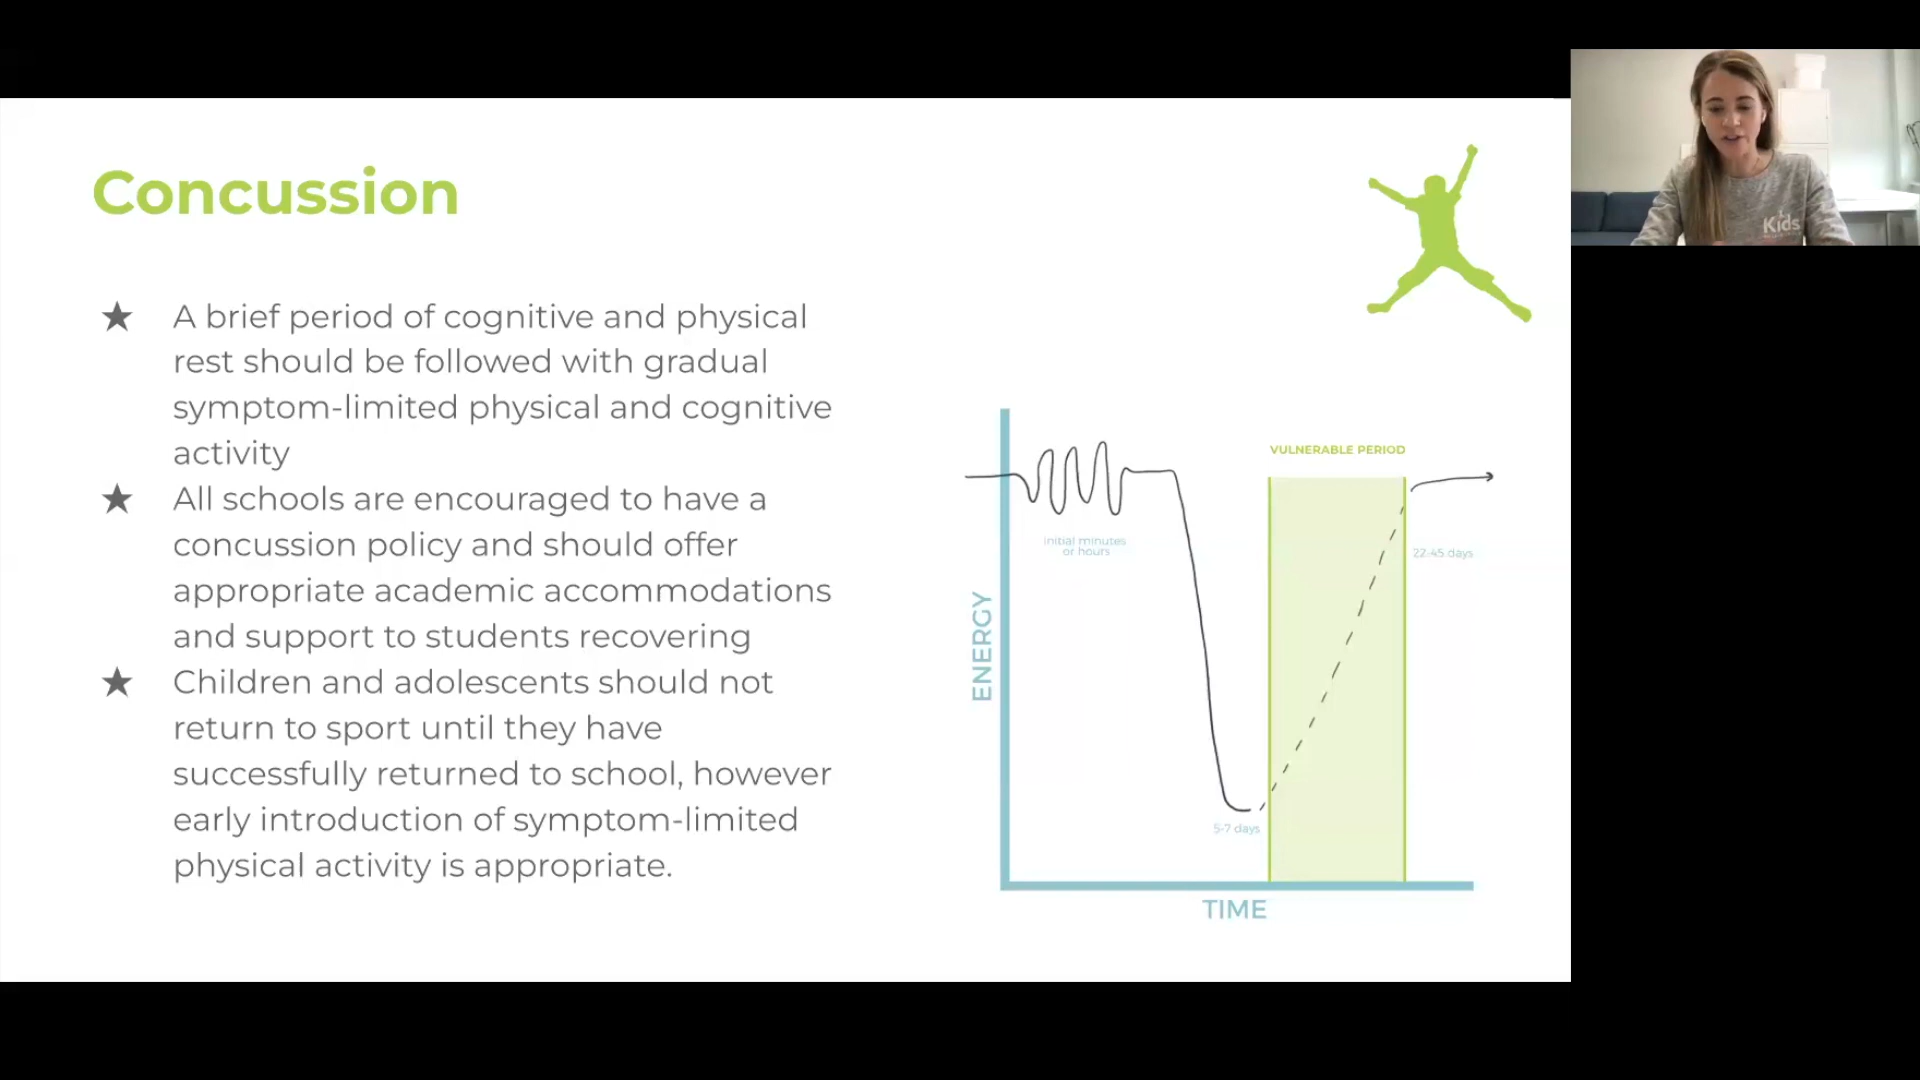 Concussion
★ A brief period of cognitive and physical
rest should be followed with gradual
symptom-limited physical and cognitive
activity
★ All schools are encouraged to have a
concussion policy and should offer
appropriate academic accommodations
and support to students recovering
★ Children and adolescents should not
return to sport until they have
successfully returned to school, however
early introduction of symptom-limited
physical activity is appropriate.
VULNERABLE PERIOD
initial minutes
or hours
22-45 days
ENERGY
5-7 days
TIME
Kids